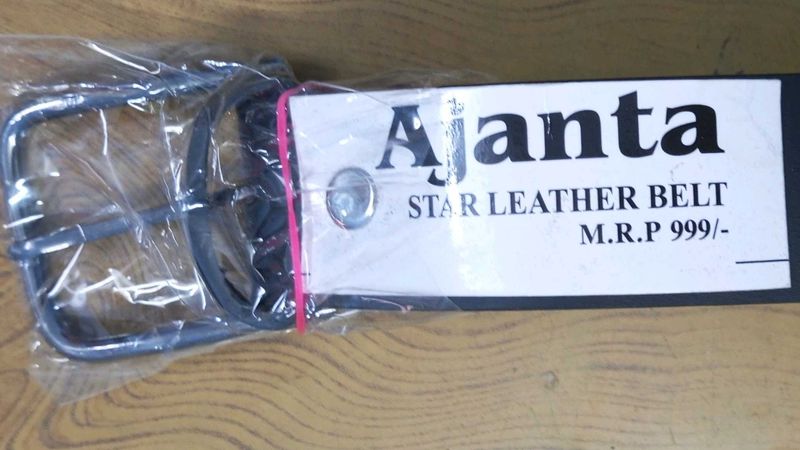 Ajanta
STAR LEATHER BELT
M.R.P 999/-